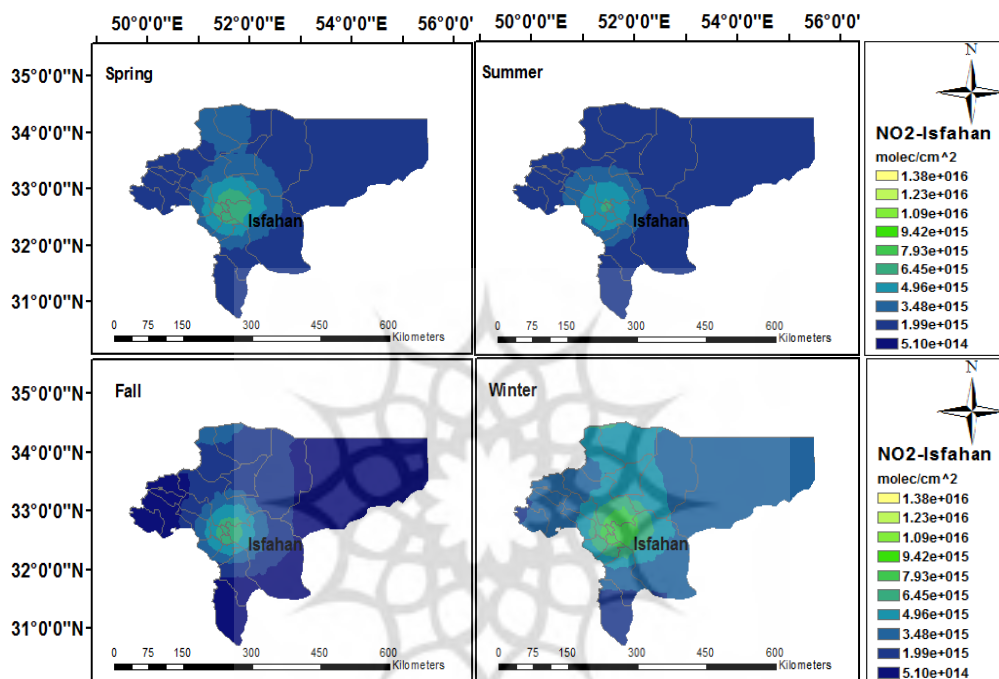 50°0'0"E 52°0'0"E 54°0'0"E 56°0'0"E 50°0'0"E 52°0'0"E 54°0'0"E 56°0'0"E
35°0'0"N
34°0'0"N
33°0'0"N
32°0'0"N
31°0'0"N
Spring
Isfahan
0 75 150 300 450 600
Kilometers
Summer
Isfahan
0 75 150 300 450 600
Kilometers
N
NO2-Isfahan
molec/cm^2
1.38e+016
1.23e+016
1.09e+016
9.42e+015
7.93e+015
6.45e+015
4.96e+015
3.48e+015
1.99e+015
5.10e+014
35°0'0"N
34°0'0"N
33°0'0"N
32°0'0"N
31°0'0"N
Fall
Isfahan
0 75 150 300 450 600
Kilometers
Winter
Isfahan
0 75 150 300 450 600
Kilometers
N
NO2-Isfahan
molec/cm^2
1.38e+016
1.23e+016
1.09e+016
9.42e+015
7.93e+015
6.45e+015
4.96e+015
3.48e+015
1.99e+015
5.10e+014